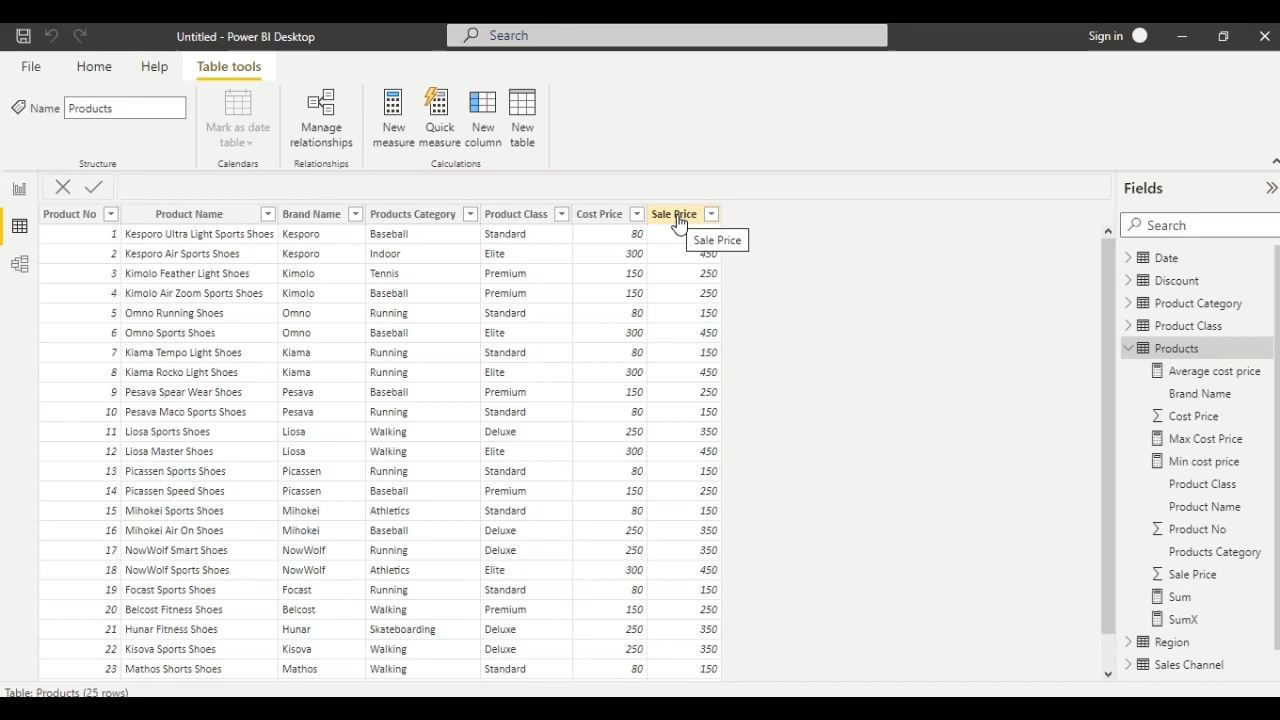 Untitled - Power BI Desktop
Search
Sign in
File
Home
Help
Table tools
Name
Products
Mark as date table
Manage relationships
New measure
Quick measure
New column
New table
Structure
Calendars
Relationships
Calculations
Product No Product Name Brand Name Products Category Product Class Cost Price Sale Price
Sale Price
1 Kesporo Ultra Light Sports Shoes Kesporo Baseball Standard 80
2 Kesporo Air Sports Shoes Kesporo Indoor Elite 300 450
3 Kimolo Feather Light Shoes Kimolo Tennis Premium 150 250
4 Kimolo Air Zoom Sports Shoes Kimolo Baseball Premium 150 250
5 Omno Running Shoes Omno Running Standard 80 150
6 Omno Sports Shoes Omno Baseball Elite 300 450
7 Kiama Tempo Light Shoes Kiama Running Standard 80 150
8 Kiama Rocko Light Shoes Kiama Running Elite 300 450
9 Pesava Spear Wear Shoes Pesava Baseball Premium 150 250
10 Pesava Maco Sports Shoes Pesava Running Standard 80 150
11 Liosa Sports Shoes Liosa Walking Deluxe 250 350
12 Liosa Master Shoes Liosa Walking Elite 300 450
13 Picassen Sports Shoes Picassen Running Standard 80 150
14 Picassen Speed Shoes Picassen Baseball Premium 150 250
15 Mihokei Sports Shoes Mihokei Athletics Standard 80 150
16 Mihokei Air On Shoes Mihokei Baseball Deluxe 250 350
17 NowWolf Smart Shoes NowWolf Running Deluxe 250 350
18 NowWolf Sports Shoes NowWolf Athletics Elite 300 450
19 Focast Sports Shoes Focast Running Standard 80 150
20 Belcost Fitness Shoes Belcost Walking Premium 150 250
21 Hunar Fitness Shoes Hunar Skateboarding Deluxe 250 350
22 Kisova Sports Shoes Kisova Walking Deluxe 250 350
23 Mathos Shorts Shoes Mathos Walking Standard 80 150
Table: Products (25 rows)
Fields
Search
Date
Discount
Product Category
Product Class
Products
Average cost price
Brand Name
Cost Price
Max Cost Price
Min cost price
Product Class
Product Name
Product No
Products Category
Sale Price
Sum
SumX
Region
Sales Channel